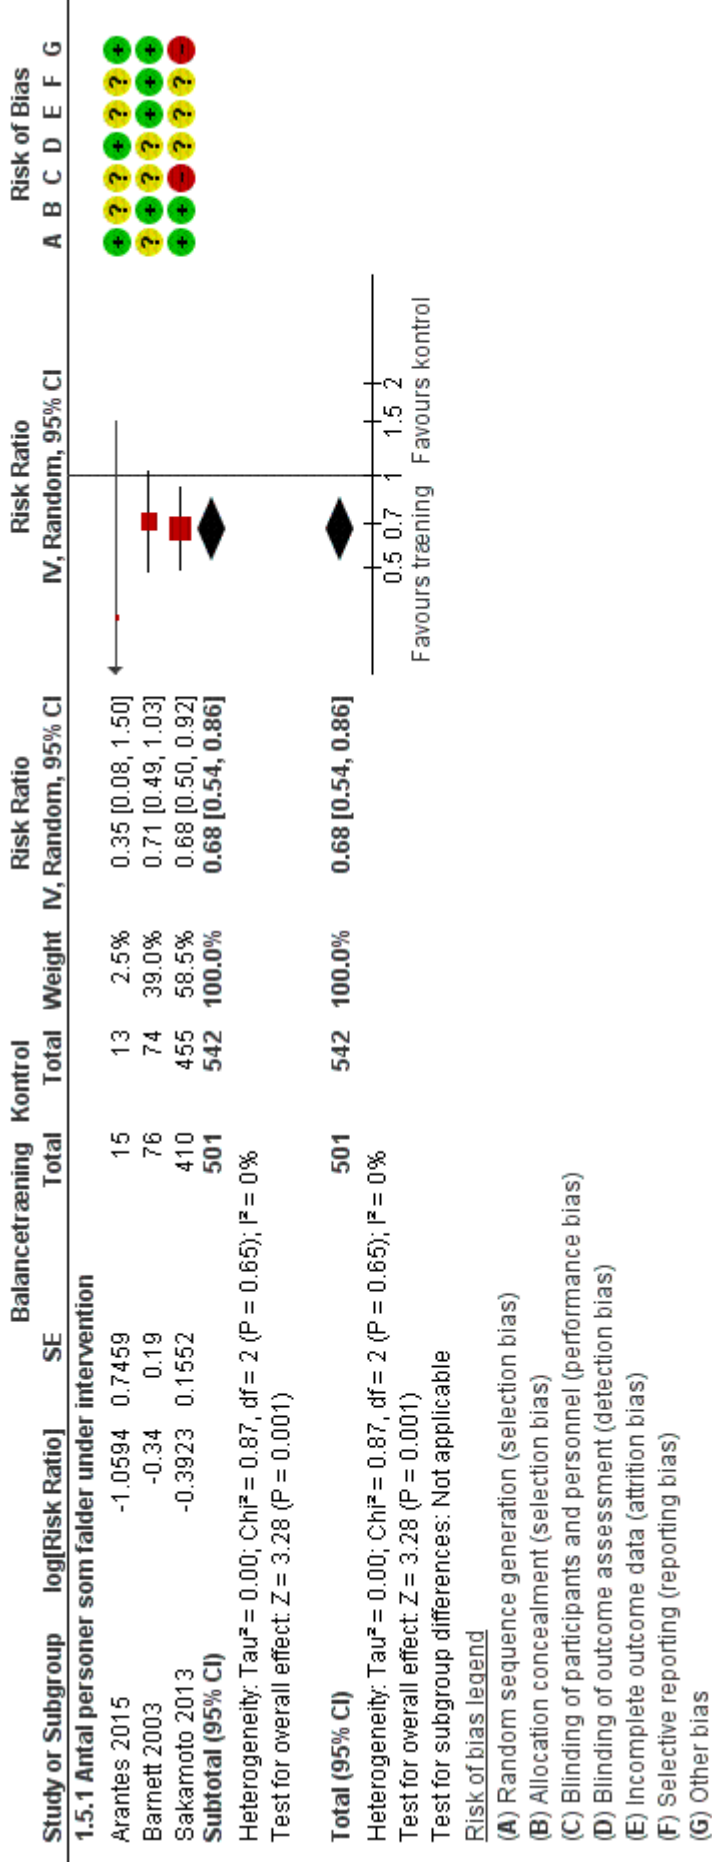 Balancetræning Kontrol Risk Ratio Risk Ratio Risk of Bias
Study or Subgroup log[Risk Ratio] SE Total Total Weight IV, Random, 95% CI IV, Random, 95% CI A B C D E F G
1.5.1 Antal personer som falder under intervention
Arantes 2015 -1.0594 0.7459 15 13 2.5% 0.35 [0.08, 1.50] + ? ? + ? ? +
Barnett 2003 -0.34 0.19 76 74 39.0% 0.71 [0.49, 1.03] ? + ? ? + + +
Sakamoto 2013 -0.3923 0.1552 410 455 58.5% 0.68 [0.50, 0.92] + + − ? ? ? −
Subtotal (95% CI) 501 542 100.0% 0.68 [0.54, 0.86]
Heterogeneity: Tau² = 0.00; Chi² = 0.87, df = 2 (P = 0.65); I² = 0%
Test for overall effect: Z = 3.28 (P = 0.001)
Total (95% CI) 501 542 100.0% 0.68 [0.54, 0.86]
Heterogeneity: Tau² = 0.00; Chi² = 0.87, df = 2 (P = 0.65); I² = 0%
Test for overall effect: Z = 3.28 (P = 0.001)
Test for subgroup differences: Not applicable
0.5 0.7 1 1.5 2
Favours træning Favours kontrol
Risk of bias legend
(A) Random sequence generation (selection bias)
(B) Allocation concealment (selection bias)
(C) Blinding of participants and personnel (performance bias)
(D) Blinding of outcome assessment (detection bias)
(E) Incomplete outcome data (attrition bias)
(F) Selective reporting (reporting bias)
(G) Other bias